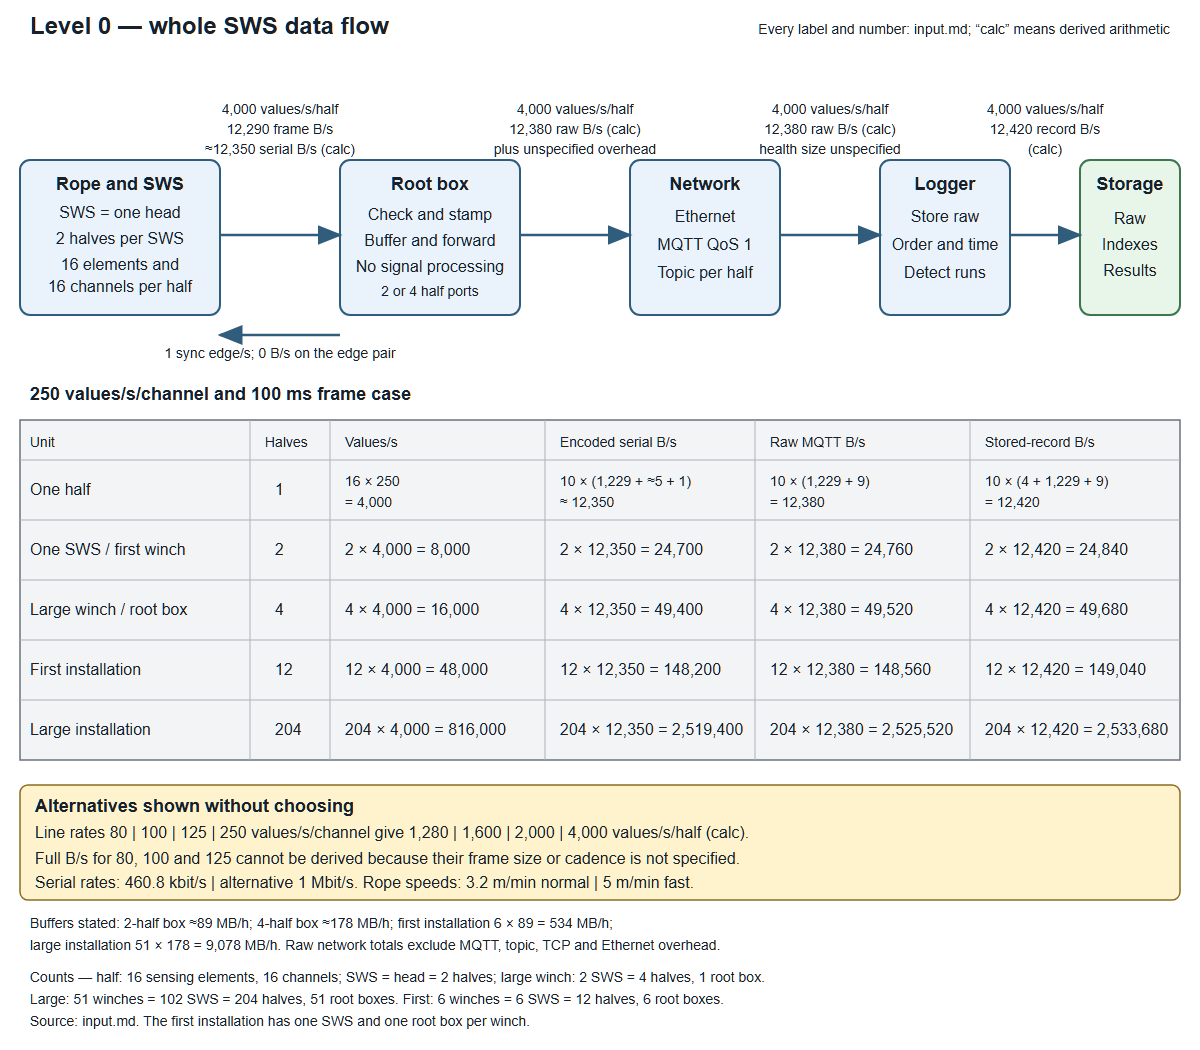 Level 0 — whole SWS data flow
Every label and number: input.md; “calc” means derived arithmetic
4,000 values/s/half
12,290 frame B/s
≈12,350 serial B/s (calc)
4,000 values/s/half
12,380 raw B/s (calc)
plus unspecified overhead
4,000 values/s/half
12,380 raw B/s (calc)
health size unspecified
4,000 values/s/half
12,420 record B/s
(calc)
Rope and SWS
SWS = one head
2 halves per SWS
16 elements and
16 channels per half
Root box
Check and stamp
Buffer and forward
No signal processing
2 or 4 half ports
Network
Ethernet
MQTT QoS 1
Topic per half
Logger
Store raw
Order and time
Detect runs
Storage
Raw
Indexes
Results
1 sync edge/s; 0 B/s on the edge pair
250 values/s/channel and 100 ms frame case
Unit
Halves
Values/s
Encoded serial B/s
Raw MQTT B/s
Stored-record B/s
One half
1
16 × 250
= 4,000
10 × (1,229 + ≈5 + 1)
≈ 12,350
10 × (1,229 + 9)
= 12,380
10 × (4 + 1,229 + 9)
= 12,420
One SWS / first winch
2
2 × 4,000 = 8,000
2 × 12,350 = 24,700
2 × 12,380 = 24,760
2 × 12,420 = 24,840
Large winch / root box
4
4 × 4,000 = 16,000
4 × 12,350 = 49,400
4 × 12,380 = 49,520
4 × 12,420 = 49,680
First installation
12
12 × 4,000 = 48,000
12 × 12,350 = 148,200
12 × 12,380 = 148,560
12 × 12,420 = 149,040
Large installation
204
204 × 4,000 = 816,000
204 × 12,350 = 2,519,400
204 × 12,380 = 2,525,520
204 × 12,420 = 2,533,680
Alternatives shown without choosing
Line rates 80 | 100 | 125 | 250 values/s/channel give 1,280 | 1,600 | 2,000 | 4,000 values/s/half (calc).
Full B/s for 80, 100 and 125 cannot be derived because their frame size or cadence is not specified.
Serial rates: 460.8 kbit/s | alternative 1 Mbit/s. Rope speeds: 3.2 m/min normal | 5 m/min fast.
Buffers stated: 2-half box ≈89 MB/h; 4-half box ≈178 MB/h; first installation 6 × 89 = 534 MB/h;
large installation 51 × 178 = 9,078 MB/h. Raw network totals exclude MQTT, topic, TCP and Ethernet overhead.
Counts — half: 16 sensing elements, 16 channels; SWS = head = 2 halves; large winch: 2 SWS = 4 halves, 1 root box.
Large: 51 winches = 102 SWS = 204 halves, 51 root boxes. First: 6 winches = 6 SWS = 12 halves, 6 root boxes.
Source: input.md. The first installation has one SWS and one root box per winch.